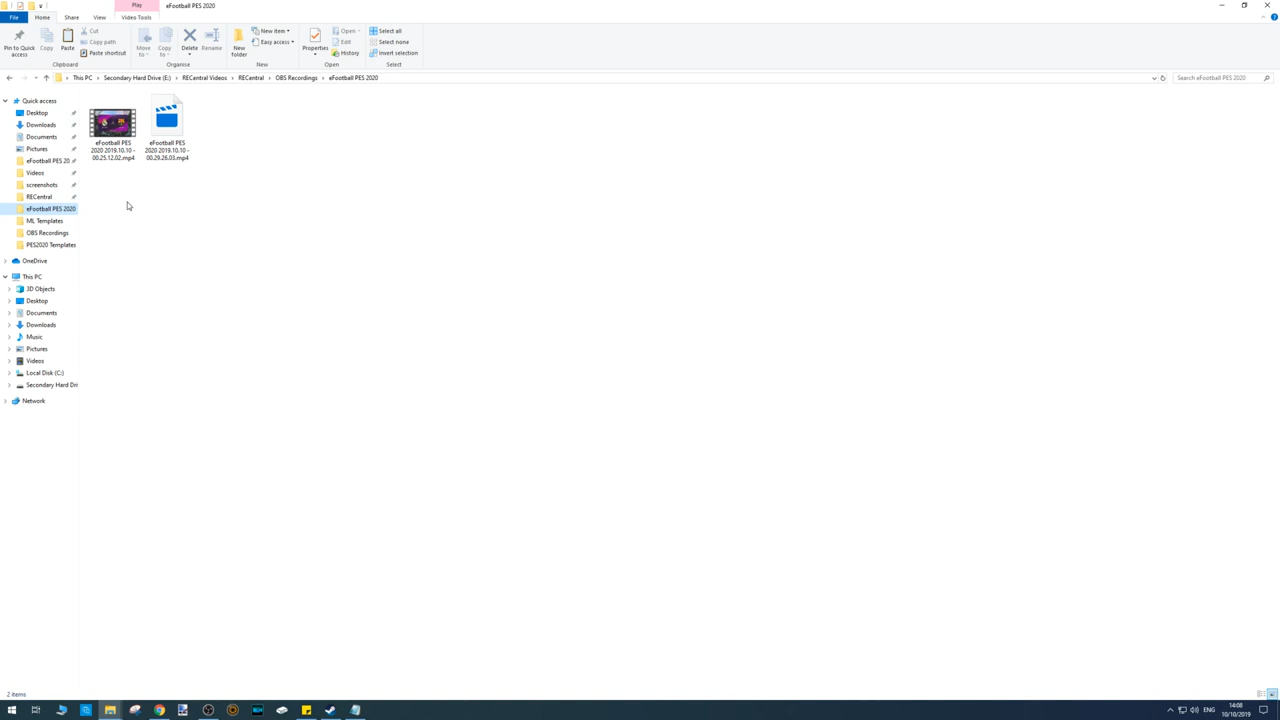 Play
eFootball PES 2020
File
Home
Share
View
Video Tools
Pin to Quick access
Copy
Paste
Cut
Copy path
Paste shortcut
Clipboard
Move to
Copy to
Delete
Rename
Organise
New folder
New item
Easy access
New
Properties
Open
Edit
History
Open
Select all
Select none
Invert selection
Select
This PC > Secondary Hard Drive (E:) > RECentral Videos > RECentral > OBS Recordings > eFootball PES 2020
Search eFootball PES 2020
Quick access
Desktop
Downloads
Documents
Pictures
eFootball PES 20
Videos
screenshots
RECentral
eFootball PES 2020
ML Templates
OBS Recordings
PES2020 Templates
OneDrive
This PC
3D Objects
Desktop
Documents
Downloads
Music
Pictures
Videos
Local Disk (C:)
Secondary Hard Dri
Network
eFootball PES
2020 2019.10.10 -
00.25.12.02.mp4
eFootball PES
2020 2019.10.10 -
00.29.26.03.mp4
2 items
ENG
14:08
10/10/2019